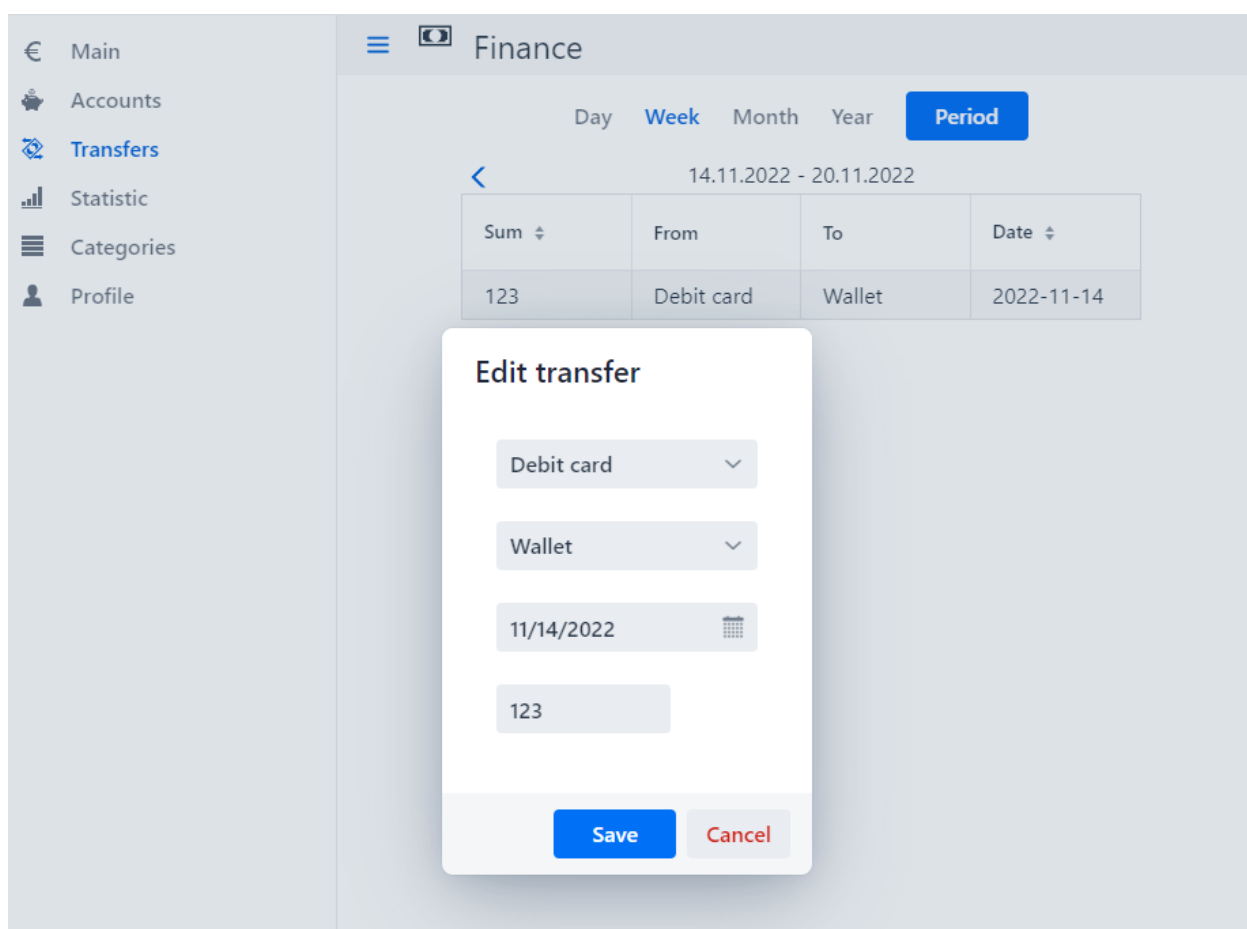 Main
Accounts
Transfers
Statistic
Categories
Profile
Finance
Day Week Month Year Period
14.11.2022 - 20.11.2022
Sum From To Date
123 Debit card Wallet 2022-11-14
Edit transfer
Debit card
Wallet
11/14/2022
123
Save Cancel